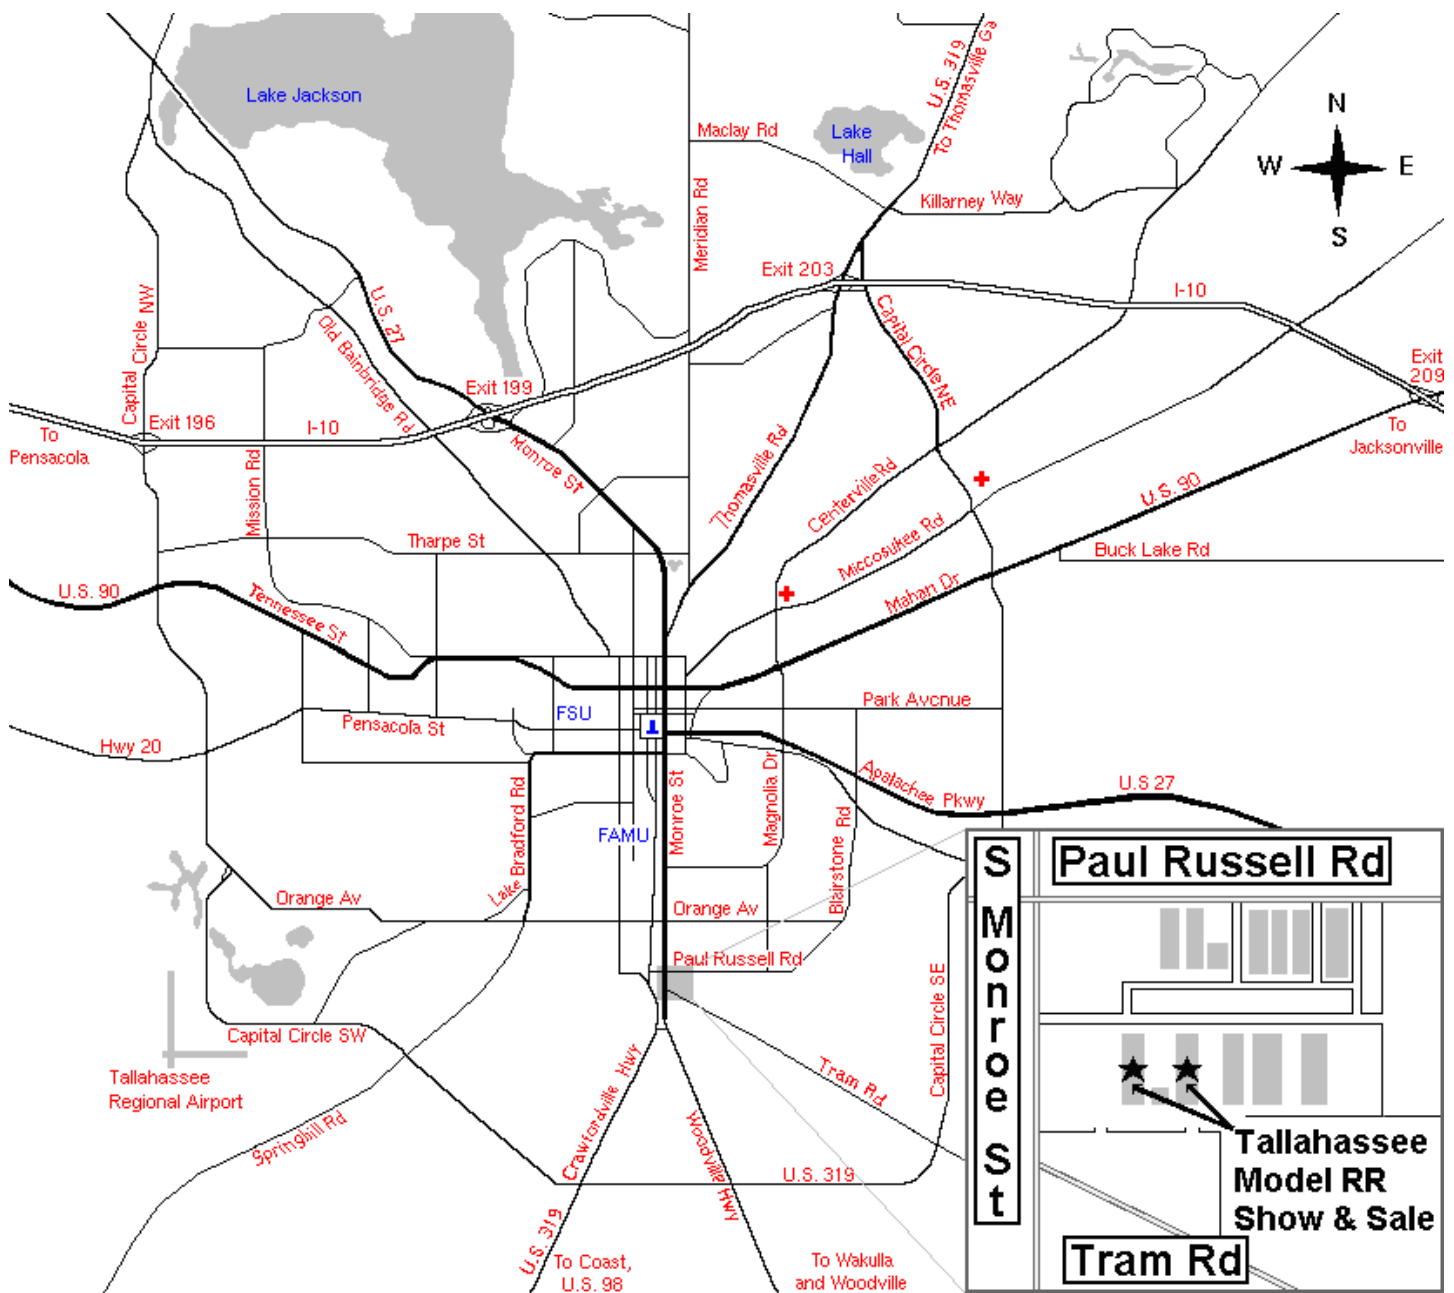 U.S. 319
To Thomasville Ga
Lake Jackson
Lake
Hall
Maclay Rd
N
W
E
S
Killarney Way
Meridian Rd
Exit 203
I-10
Capital Circle NW
U.S. 27
Old Bainbridge Rd
Capital Circle NE
Exit
209
Exit 199
Exit 196
I-10
To
Pensacola
To
Jacksonville
Monroe St
Mission Rd
Thomasville Rd
Centerville Rd
Miccosukee Rd
U.S. 90
Tharpe St
Buck Lake Rd
U.S. 90
Tennessee St
Mahan Dr
Park Avenue
FSU
Pensacola St
Hwy 20
Apalachee Pkwy
U.S 27
Lake Bradford Rd
Monroe St
Magnolia Dr
Blairstone Rd
FAMU
Orange Av
Orange Av
Paul Russell Rd
Capital Circle SE
Capital Circle SW
Tallahassee
Regional Airport
Springhill Rd
Crawfordville Hwy
Woodville Hwy
Tram Rd
U.S. 319
U.S. 319
To Coast,
U.S. 98
To Wakulla
and Woodville
S Monroe St
Paul Russell Rd
Tallahassee
Model RR
Show & Sale
Tram Rd